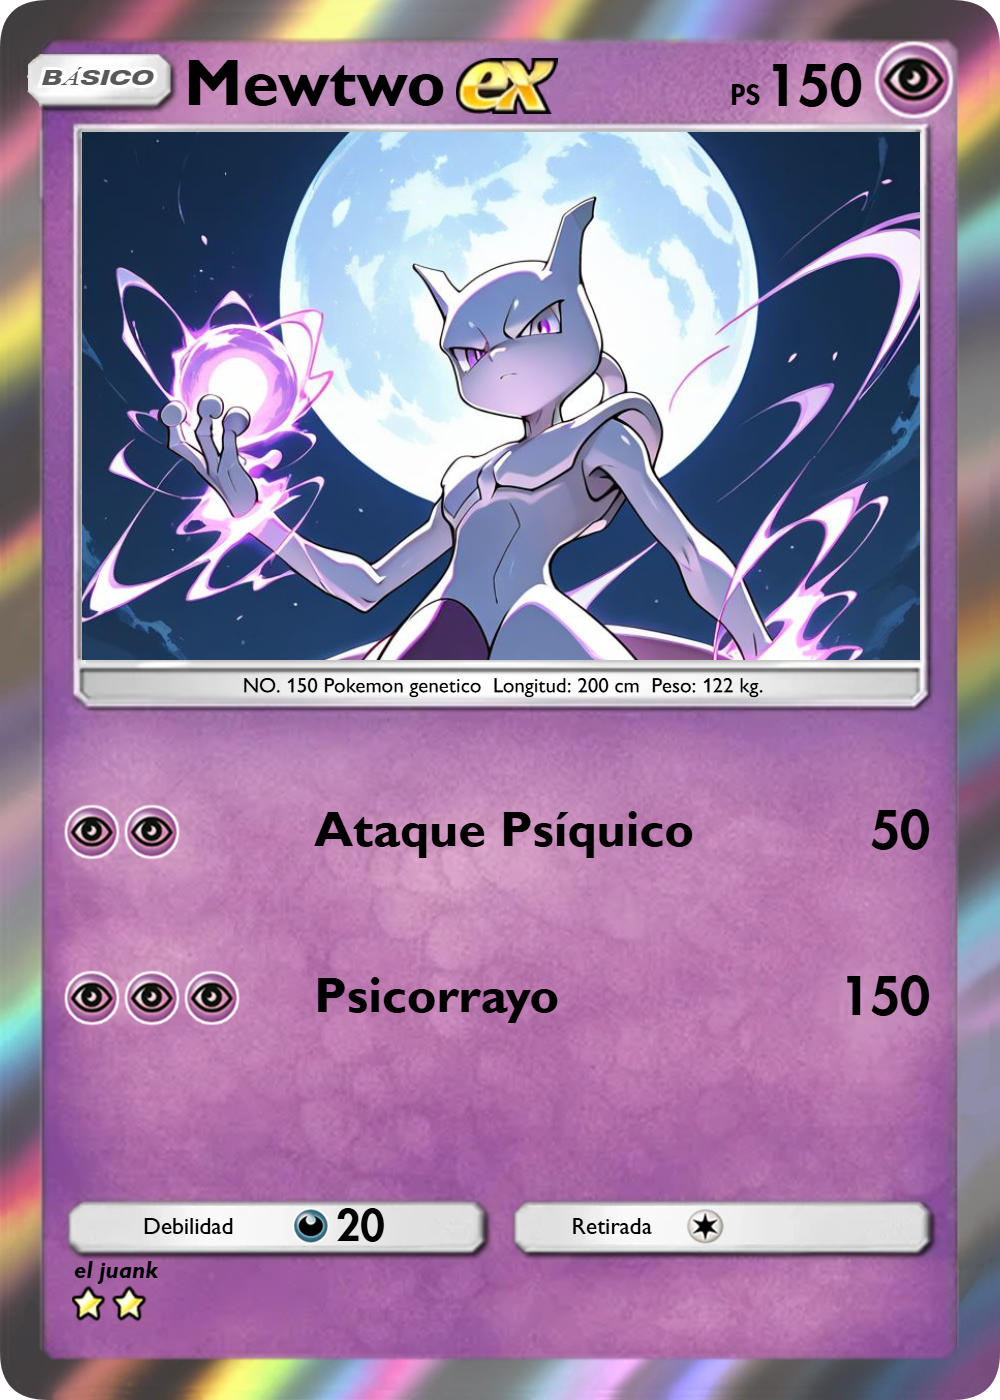 BÁSICO Mewtwo ex PS 150
NO. 150 Pokemon genetico Longitud: 200 cm Peso: 122 kg.
Ataque Psíquico 50
Psicorrayo 150
Debilidad 20 Retirada
el juank